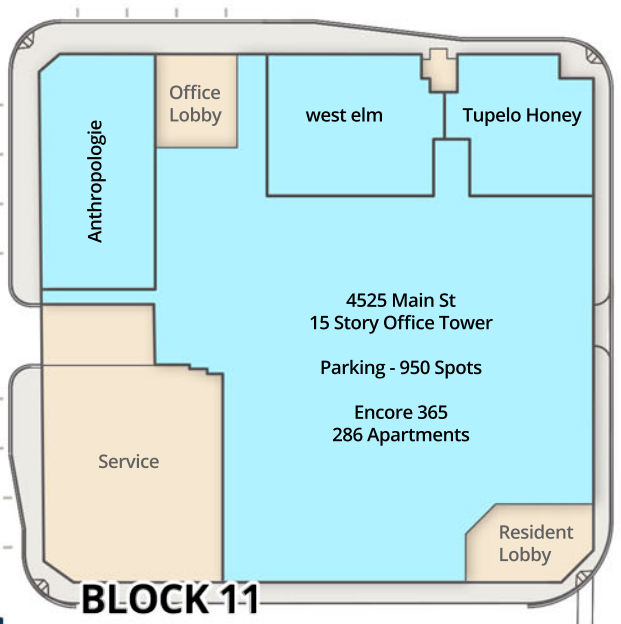 Office
Lobby
west elm
Tupelo Honey
Anthropologie
4525 Main St
15 Story Office Tower
Parking - 950 Spots
Encore 365
286 Apartments
Service
Resident
Lobby
BLOCK 11